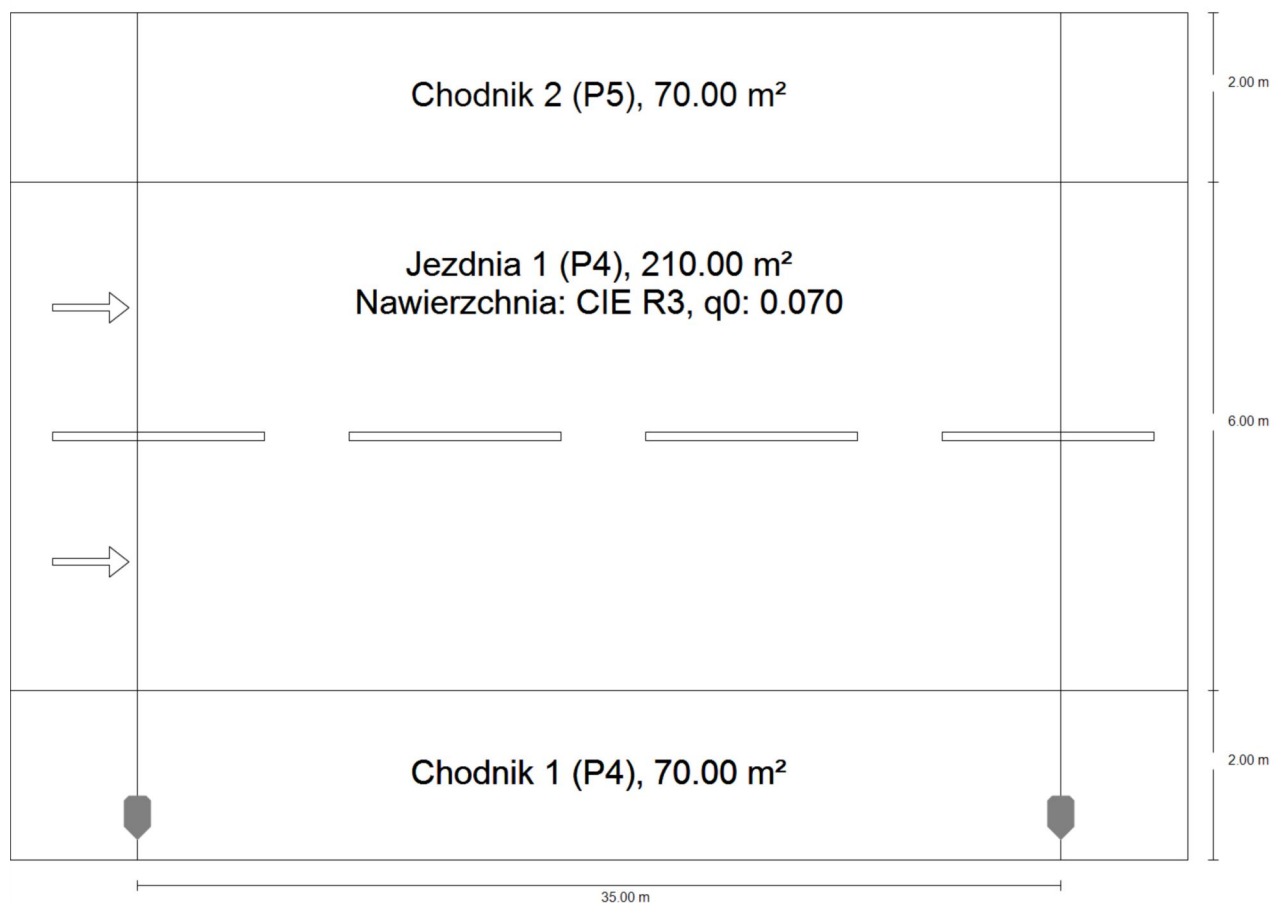 Chodnik 2 (P5), 70.00 m²
2.00 m
Jezdnia 1 (P4), 210.00 m²
Nawierzchnia: CIE R3, q0: 0.070
6.00 m
Chodnik 1 (P4), 70.00 m²
2.00 m
35.00 m